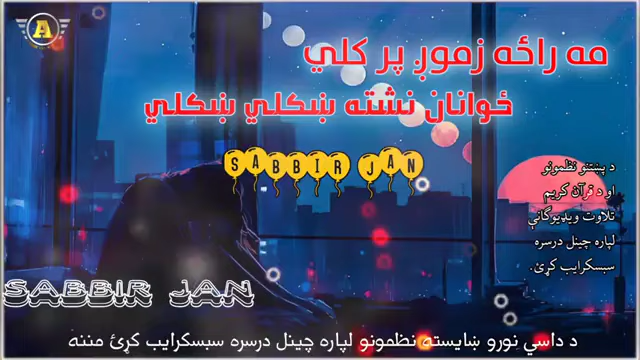 A
مه راځه زموږ پر کلي
ځوانان نشته ښکلي ښکلي
SABBIR JAN
د پښتو نظمونو
او د قرآن کریم
تلاوت ویډیوګانې
لپاره چینل درسره
سبسکرایب کړئ.
SABBIR JAN
د داسي نورو ښایسته نظمونو لپاره چینل درسره سبسکرایب کړئ مننه